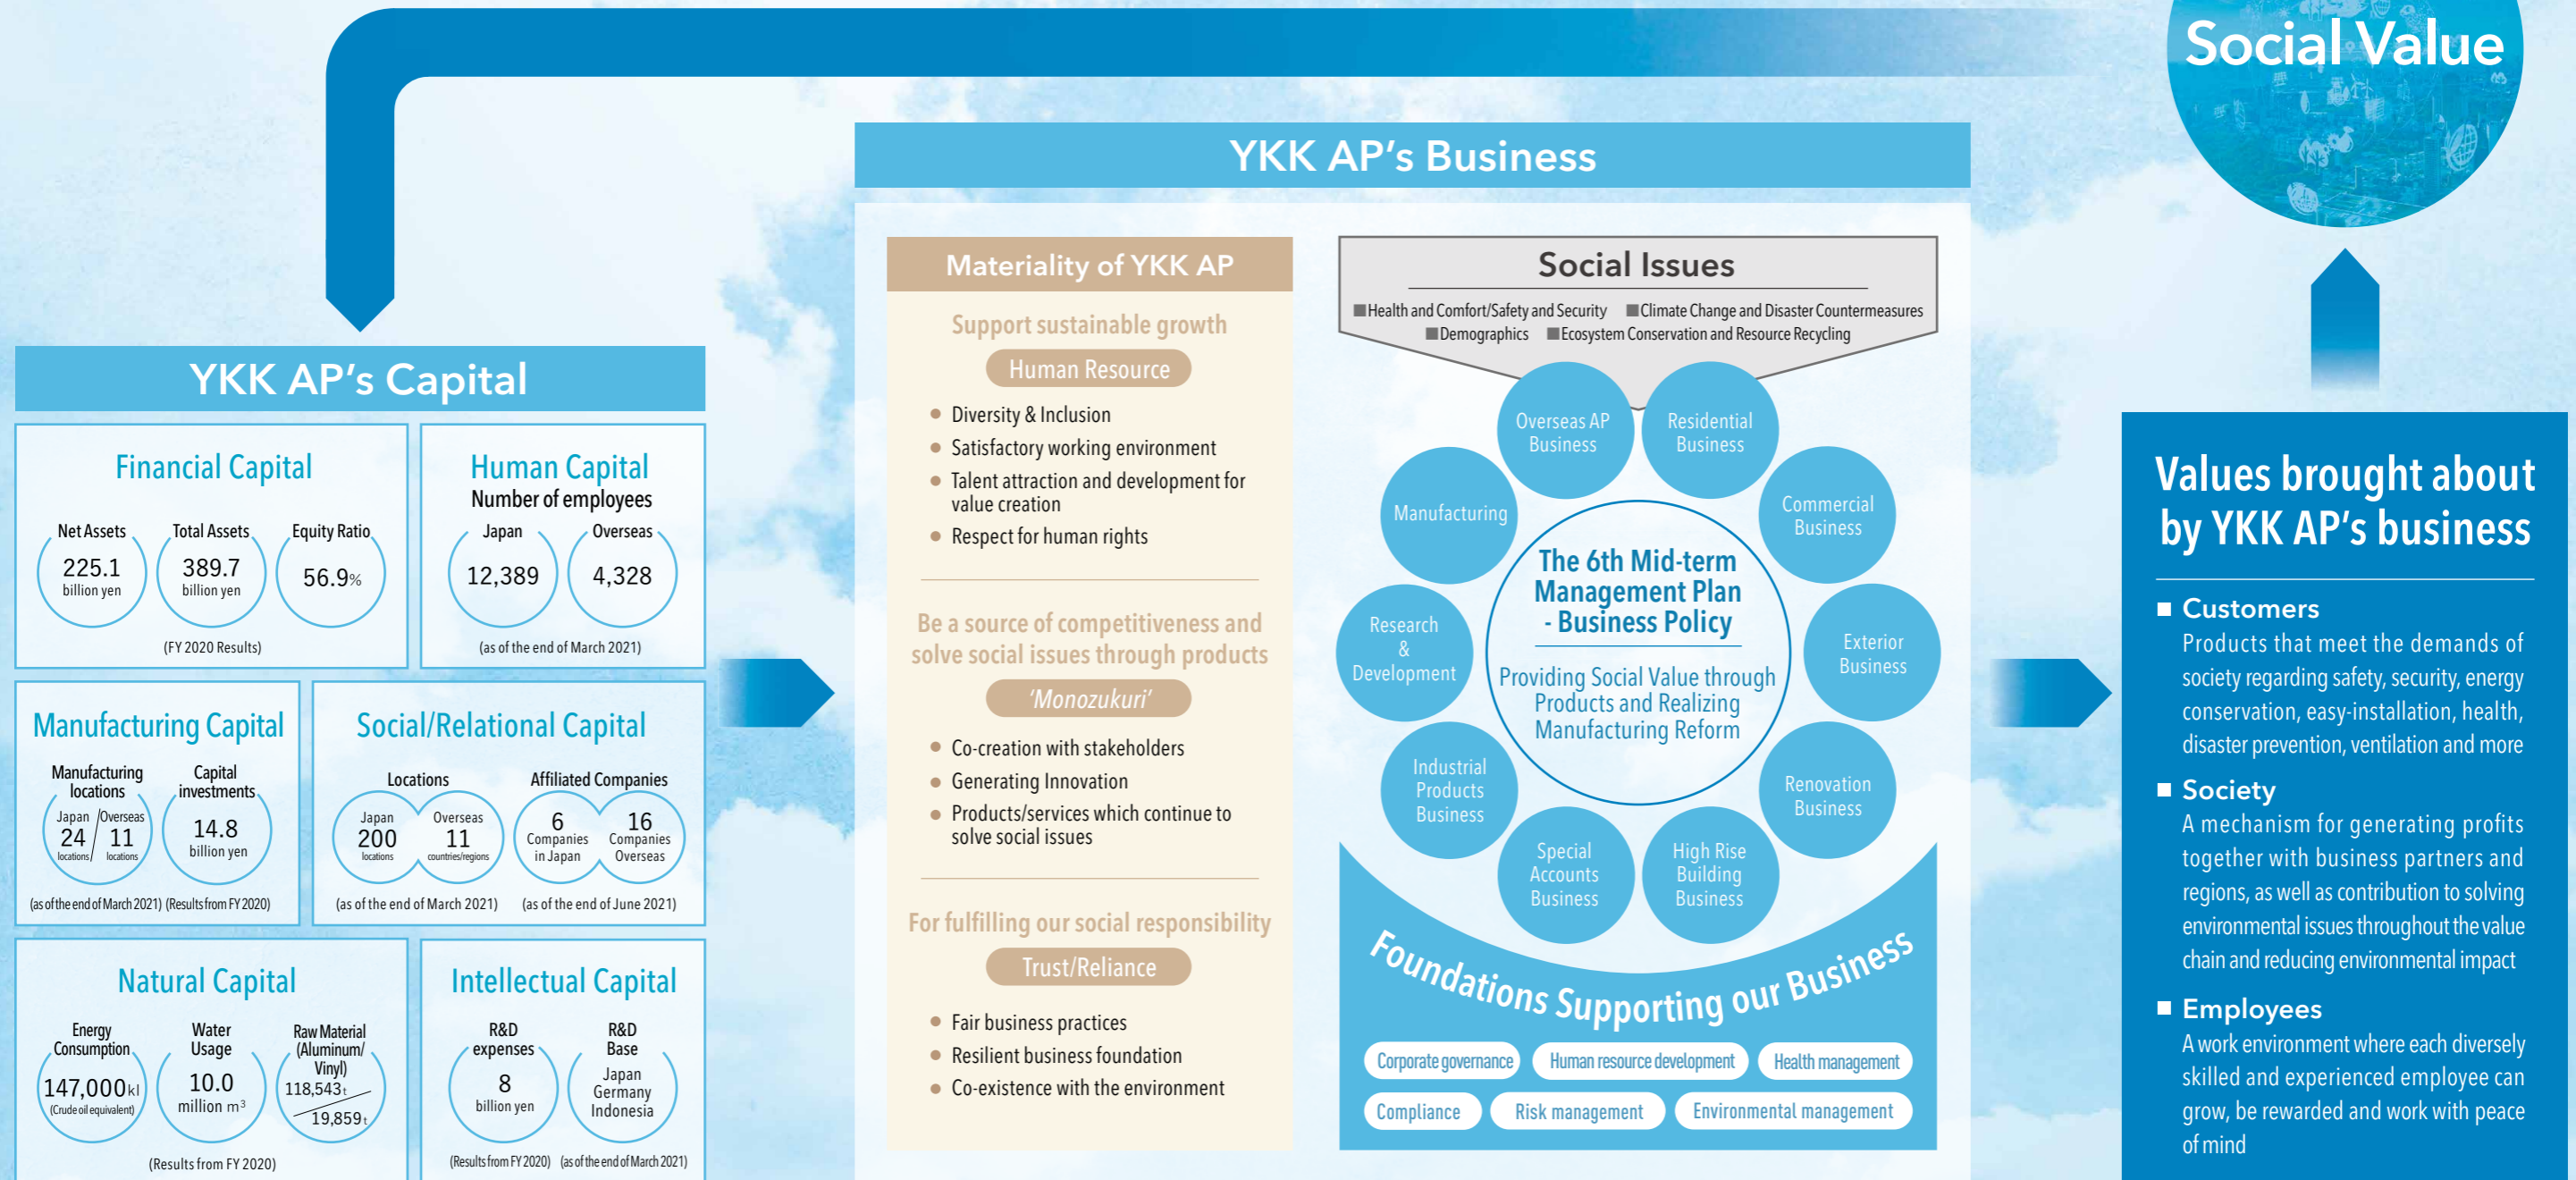 Social Value
YKK AP's Business
YKK AP's Capital
Financial Capital
Net Assets
225.1
billion yen
Total Assets
389.7
billion yen
Equity Ratio
56.9%
(FY 2020 Results)
Human Capital
Number of employees
Japan
12,389
Overseas
4,328
(as of the end of March 2021)
Manufacturing Capital
Manufacturing
locations
Japan
24
locations
/
Overseas
11
locations
Capital
investments
14.8
billion yen
(as of the end of March 2021) (Results from FY 2020)
Social/Relational Capital
Locations
Japan
200
locations
Overseas
11
countries/regions
Affiliated Companies
6
Companies
in Japan
16
Companies
Overseas
(as of the end of March 2021)
(as of the end of June 2021)
Natural Capital
Energy
Consumption
147,000kl
(Crude oil equivalent)
Water
Usage
10.0
million m³
Raw Material
(Aluminum/
Vinyl)
118,543t
19,859t
(Results from FY 2020)
Intellectual Capital
R&D
expenses
8
billion yen
R&D
Base
Japan
Germany
Indonesia
(Results from FY 2020) (as of the end of March 2021)
Materiality of YKK AP
Support sustainable growth
Human Resource
● Diversity & Inclusion
● Satisfactory working environment
● Talent attraction and development for
value creation
● Respect for human rights
Be a source of competitiveness and
solve social issues through products
'Monozukuri'
● Co-creation with stakeholders
● Generating Innovation
● Products/services which continue to
solve social issues
For fulfilling our social responsibility
Trust/Reliance
● Fair business practices
● Resilient business foundation
● Co-existence with the environment
Social Issues
■Health and Comfort/Safety and Security ■Climate Change and Disaster Countermeasures
■Demographics ■Ecosystem Conservation and Resource Recycling
Overseas AP
Business
Residential
Business
Commercial
Business
Exterior
Business
Renovation
Business
High Rise
Building
Business
Special
Accounts
Business
Industrial
Products
Business
Research
&
Development
Manufacturing
The 6th Mid-term
Management Plan
- Business Policy
Providing Social Value through
Products and Realizing
Manufacturing Reform
Foundations Supporting our Business
Corporate governance
Human resource development
Health management
Compliance
Risk management
Environmental management
Values brought about
by YKK AP's business
■ Customers
Products that meet the demands of
society regarding safety, security, energy
conservation, easy-installation, health,
disaster prevention, ventilation and more
■ Society
A mechanism for generating profits
together with business partners and
regions, as well as contribution to solving
environmental issues throughout the value
chain and reducing environmental impact
■ Employees
A work environment where each diversely
skilled and experienced employee can
grow, be rewarded and work with peace
of mind